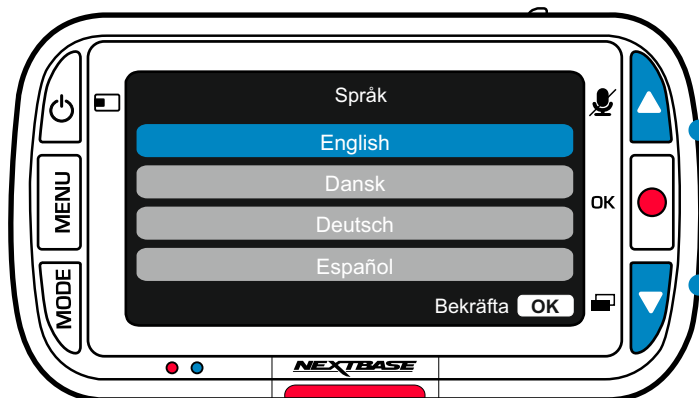 Språk
English
Dansk
Deutsch
Español
Bekräfta OK
MENU
MODE
OK
NEXTBASE